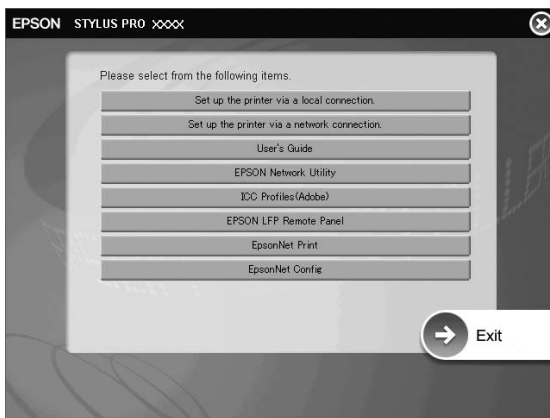 EPSON STYLUS PRO XXXX
Please select from the following items.
Set up the printer via a local connection.
Set up the printer via a network connection.
User's Guide
EPSON Network Utility
ICC Profiles(Adobe)
EPSON LFP Remote Panel
EpsonNet Print
EpsonNet Config
Exit